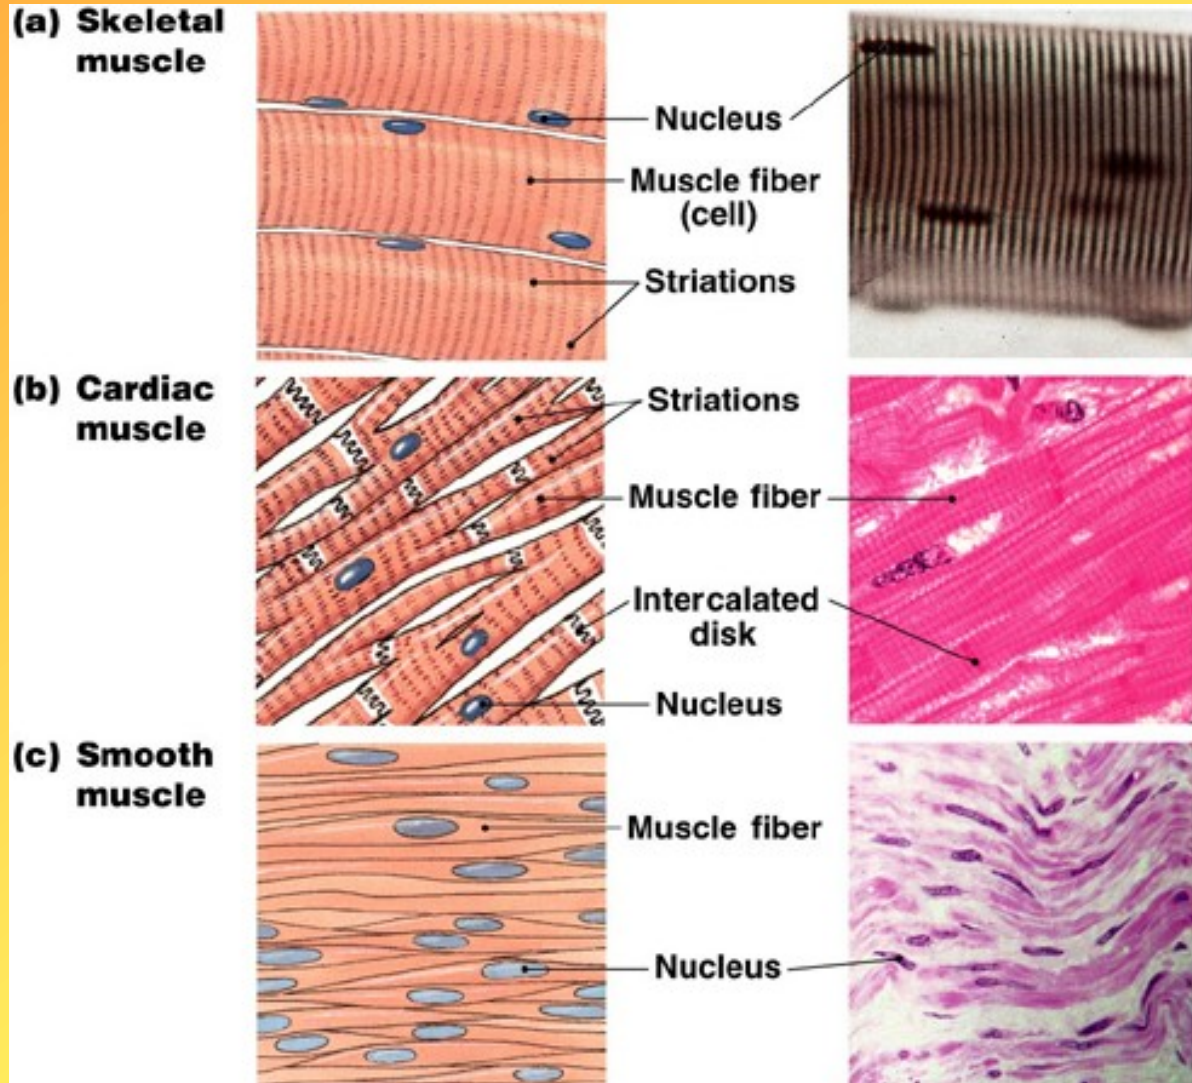 (a) Skeletal
muscle
Nucleus
Muscle fiber
(cell)
Striations
(b) Cardiac
muscle
Striations
Muscle fiber
Intercalated
disk
Nucleus
(c) Smooth
muscle
Muscle fiber
Nucleus